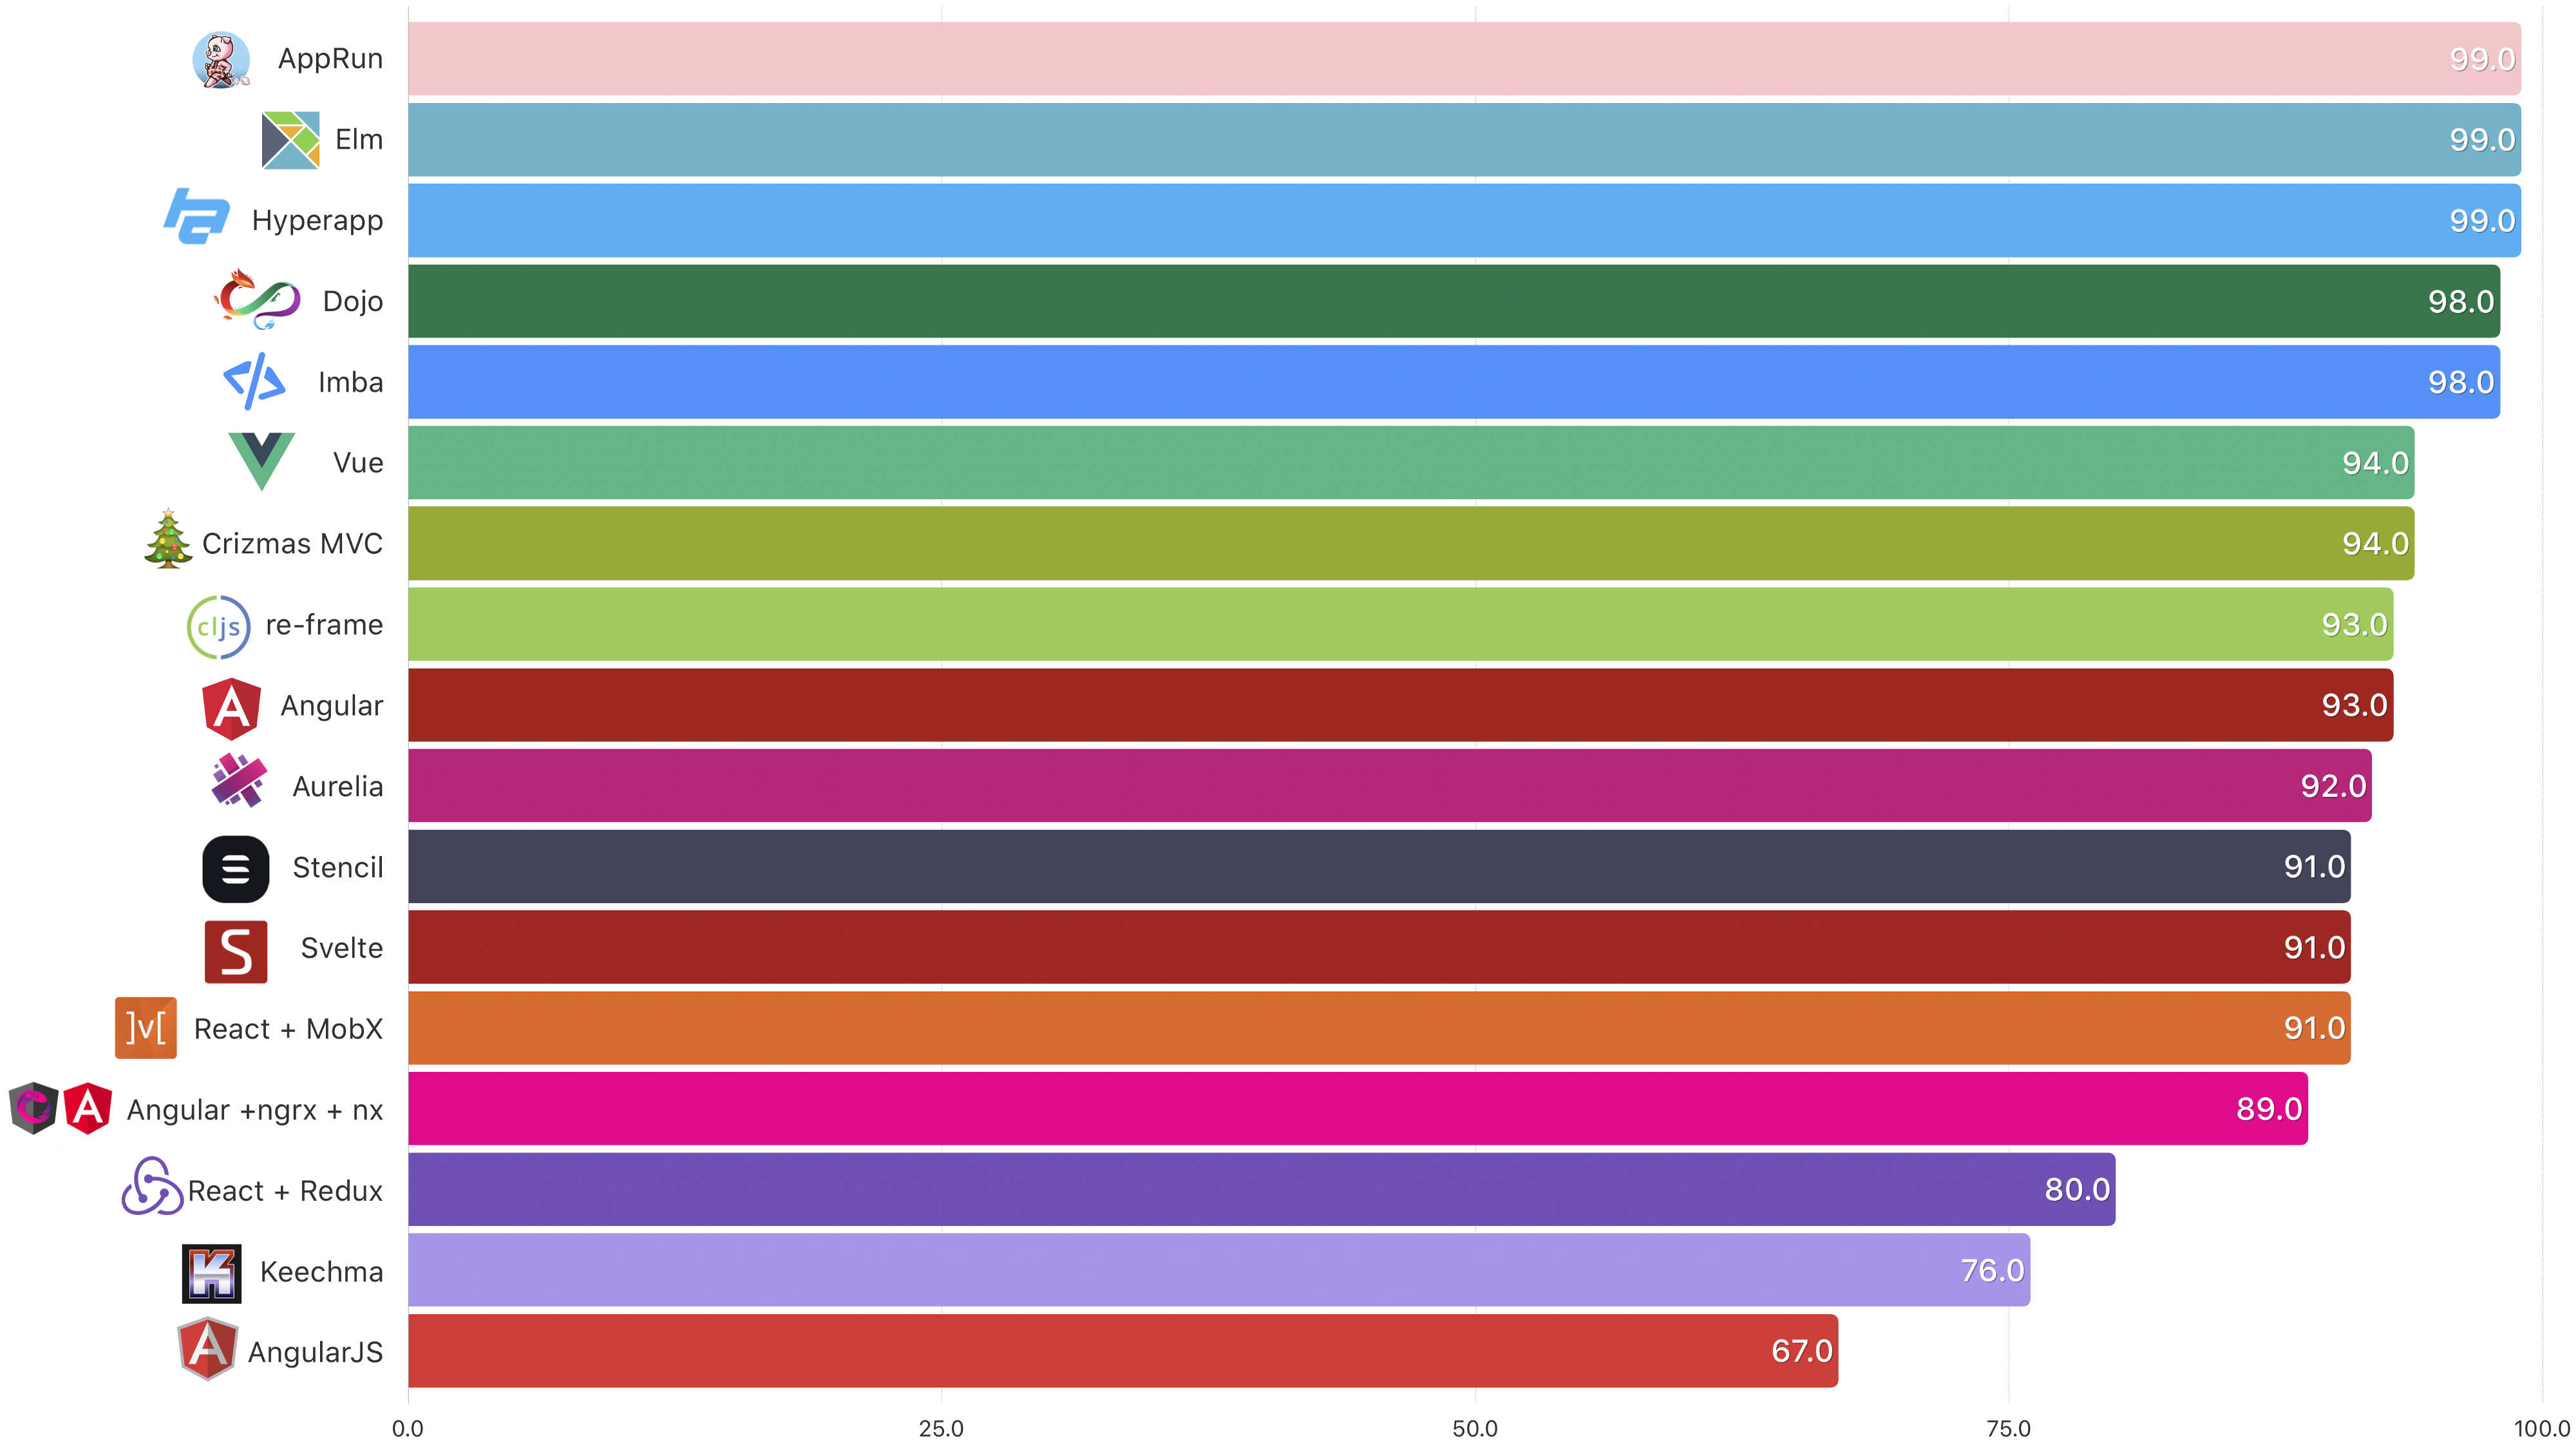 AppRun 99.0
Elm 99.0
Hyperapp 99.0
Dojo 98.0
Imba 98.0
Vue 94.0
Crizmas MVC 94.0
cljs re-frame 93.0
A Angular 93.0
Aurelia 92.0
Stencil 91.0
S Svelte 91.0
]v[ React + MobX 91.0
A Angular +ngrx + nx 89.0
React + Redux 80.0
K Keechma 76.0
A AngularJS 67.0
0.0 25.0 50.0 75.0 100.0